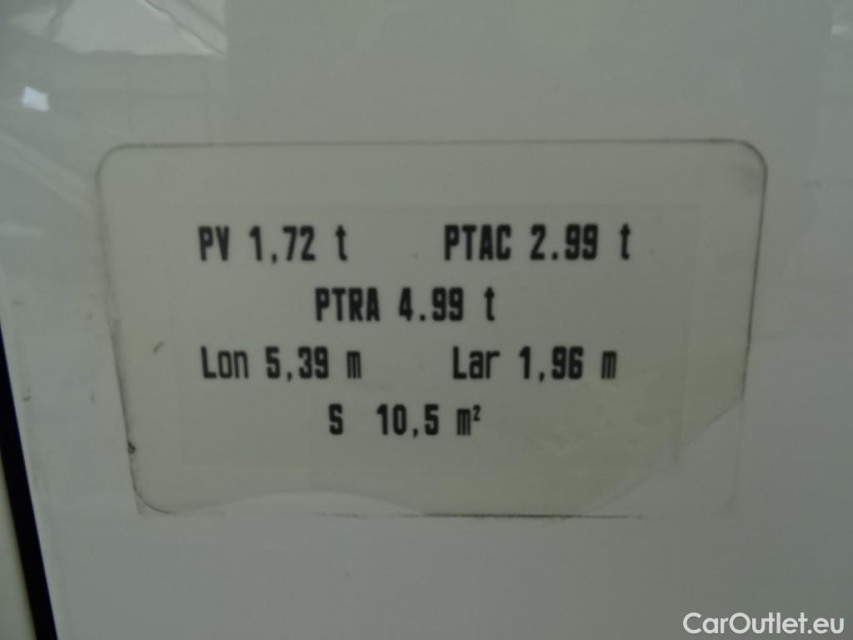 PV 1,72 t PTAC 2.99 t
PTRA 4.99 t
Lon 5,39 m Lar 1,96 m
S 10,5 m²
CarOutlet.eu